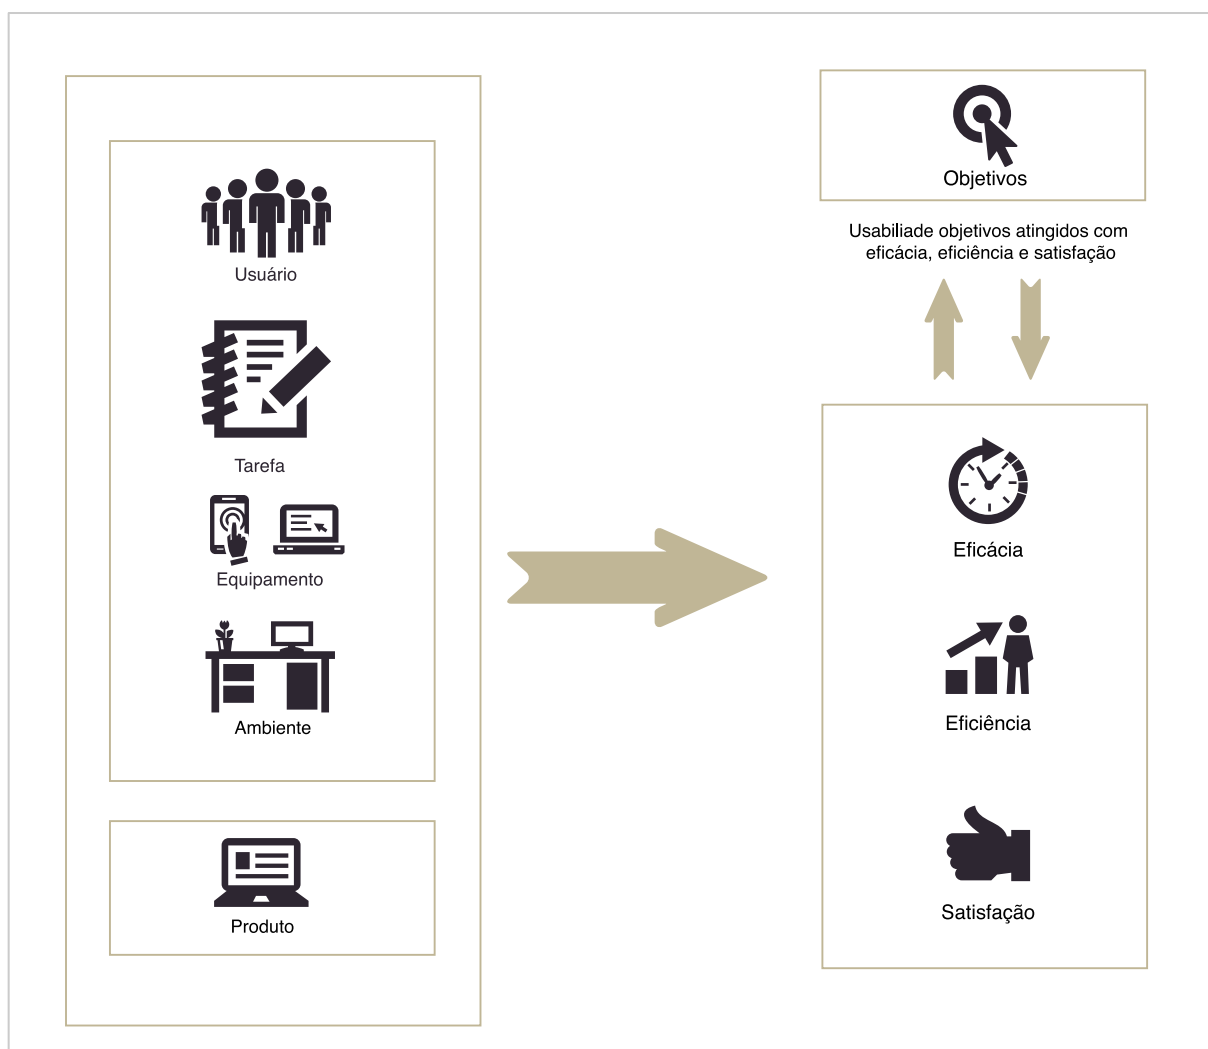 Usuário
Tarefa
Equipamento
Ambiente
Produto
Objetivos
Usabiliade objetivos atingidos com
eficácia, eficiência e satisfação
Eficácia
Eficiência
Satisfação